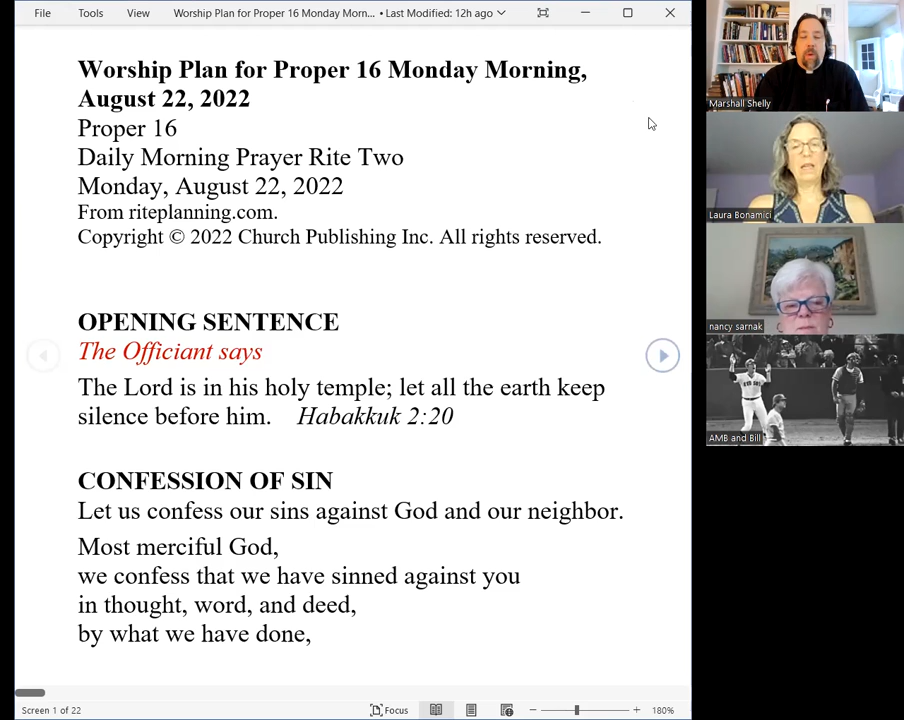 File Tools View Worship Plan for Proper 16 Monday Morn... • Last Modified: 12h ago
Worship Plan for Proper 16 Monday Morning,
August 22, 2022
Proper 16
Daily Morning Prayer Rite Two
Monday, August 22, 2022
From riteplanning.com.
Copyright © 2022 Church Publishing Inc. All rights reserved.
OPENING SENTENCE
The Officiant says
The Lord is in his holy temple; let all the earth keep
silence before him. Habakkuk 2:20
CONFESSION OF SIN
Let us confess our sins against God and our neighbor.
Most merciful God,
we confess that we have sinned against you
in thought, word, and deed,
by what we have done,
Screen 1 of 22 Focus 180%
Marshall Shelly
Laura Bonamici
nancy sarnak
RED SOX
AMB and Bill